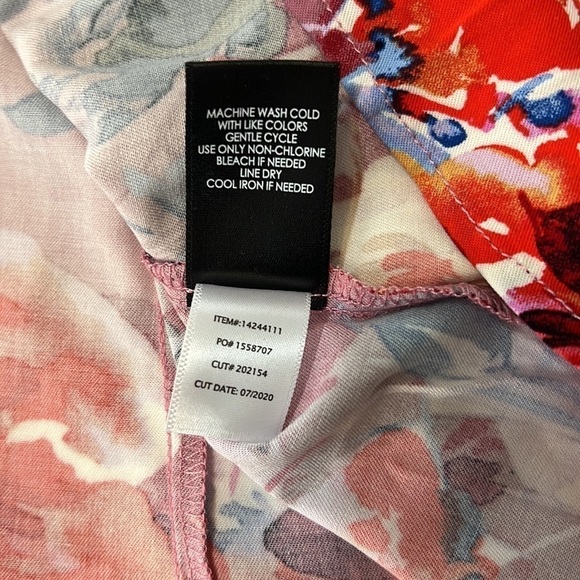 MACHINE WASH COLD
WITH LIKE COLORS
GENTLE CYCLE
USE ONLY NON-CHLORINE
BLEACH IF NEEDED
LINE DRY
COOL IRON IF NEEDED
ITEM#:14244111
PO# 1558707
CUT# 202154
CUT DATE: 07/2020